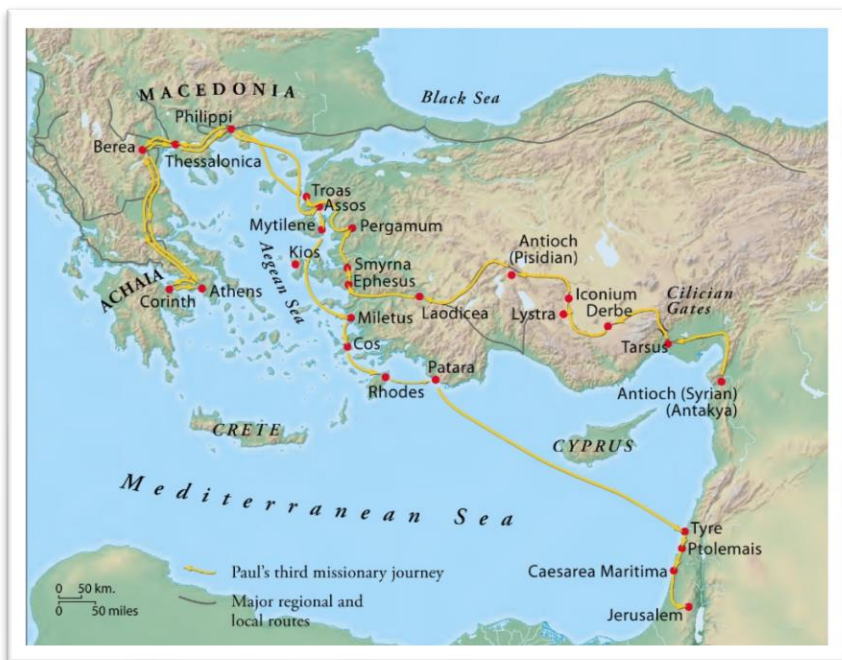 MACEDONIA
Black Sea
Philippi
Berea
Thessalonica
Troas
Assos
Mytilene
Pergamum
Kios
Aegean Sea
Antioch
(Pisidian)
Smyrna
Ephesus
ACHAIA
Corinth
Athens
Laodicea
Iconium
Lystra
Derbe
Cilician
Gates
Miletus
Tarsus
Cos
Patara
Rhodes
Antioch (Syrian)
(Antakya)
CRETE
CYPRUS
Mediterranean Sea
Tyre
Ptolemais
Caesarea Maritima
Jerusalem
Paul's third missionary journey
Major regional and
local routes
0 50 km.
0 50 miles